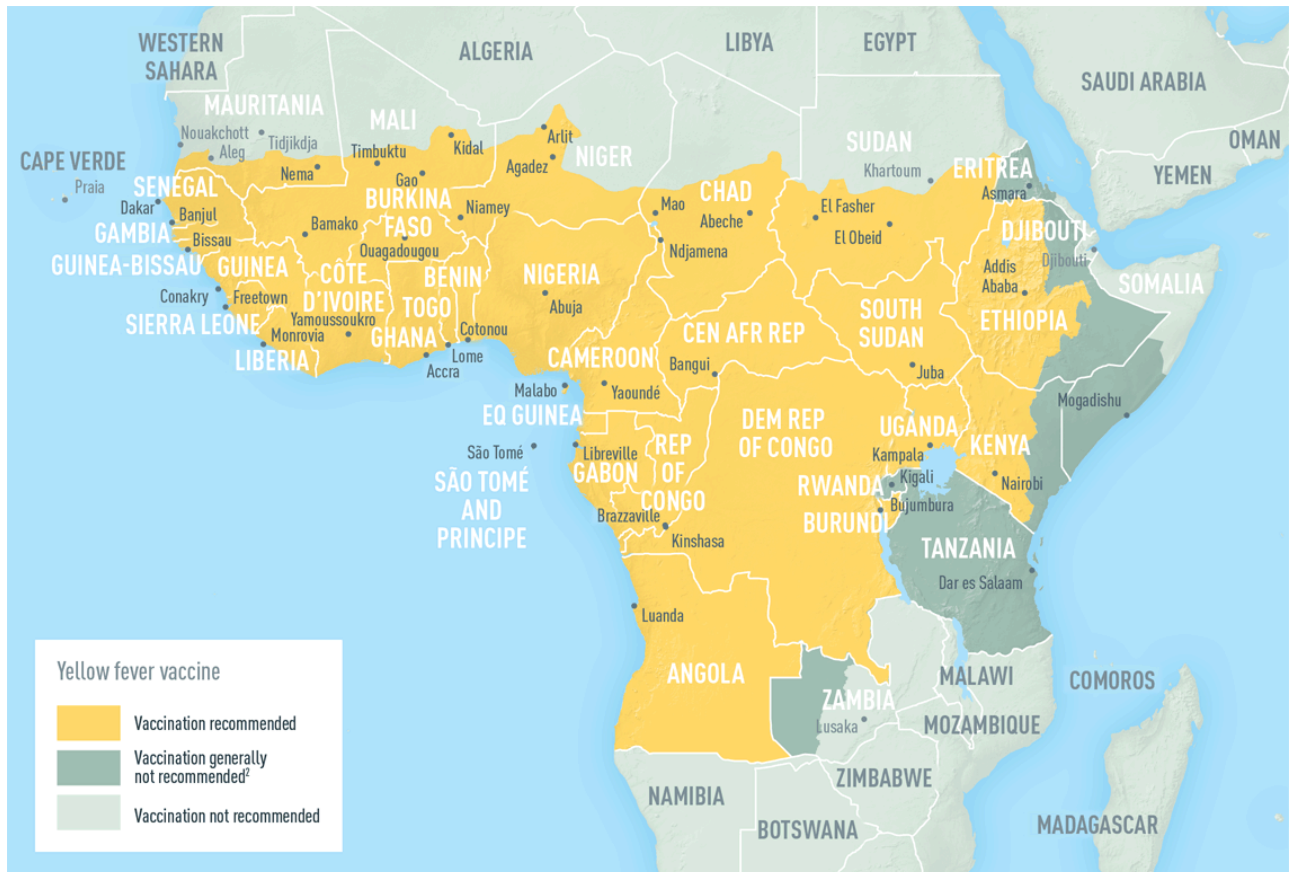 WESTERN
SAHARA
ALGERIA
LIBYA
EGYPT
SAUDI ARABIA
OMAN
YEMEN
MAURITANIA
Nouakchott
Tidjikdja
Aleg
Nema
MALI
Timbuktu
Kidal
Gao
Arlit
Agadez
NIGER
SUDAN
Khartoum
ERITREA
Asmara
CAPE VERDE
Praia
SENEGAL
Dakar
Banjul
GAMBIA
Bissau
GUINEA-BISSAU
GUINEA
Bamako
BURKINA
FASO
Ouagadougou
Niamey
Mao
CHAD
Abeche
Ndjamena
El Fasher
El Obeid
DJIBOUTI
Djibouti
Addis
Ababa
ETHIOPIA
SOMALIA
Conakry
Freetown
SIERRA LEONE
Monrovia
LIBERIA
CÔTE
D'IVOIRE
Yamoussoukro
GHANA
TOGO
BENIN
Cotonou
Lome
Accra
NIGERIA
Abuja
CAMEROON
Yaoundé
CEN AFR REP
Bangui
SOUTH
SUDAN
Juba
Malabo
EQ GUINEA
São Tomé
SÃO TOMÉ
AND
PRINCIPE
Libreville
GABON
REP
OF
CONGO
Brazzaville
Kinshasa
DEM REP
OF CONGO
UGANDA
Kampala
KENYA
Nairobi
Mogadishu
RWANDA
Kigali
Bujumbura
BURUNDI
TANZANIA
Dar es Salaam
Luanda
ANGOLA
ZAMBIA
Lusaka
MALAWI
COMOROS
MOZAMBIQUE
ZIMBABWE
NAMIBIA
BOTSWANA
MADAGASCAR
Yellow fever vaccine
Vaccination recommended
Vaccination generally
not recommended²
Vaccination not recommended